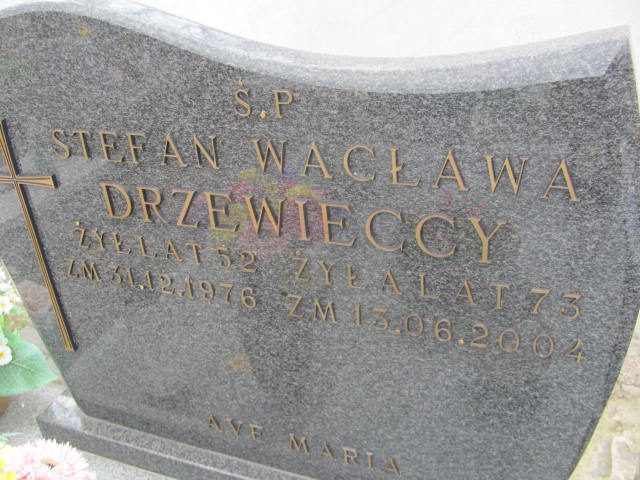 Ś.P
STEFAN WACŁAWA
DRZEWIECCY
ŻYŁ LAT 52 ŻYŁA LAT 73
ZM 31.12.1976 ZM 13.06.2004
AVE MARIA